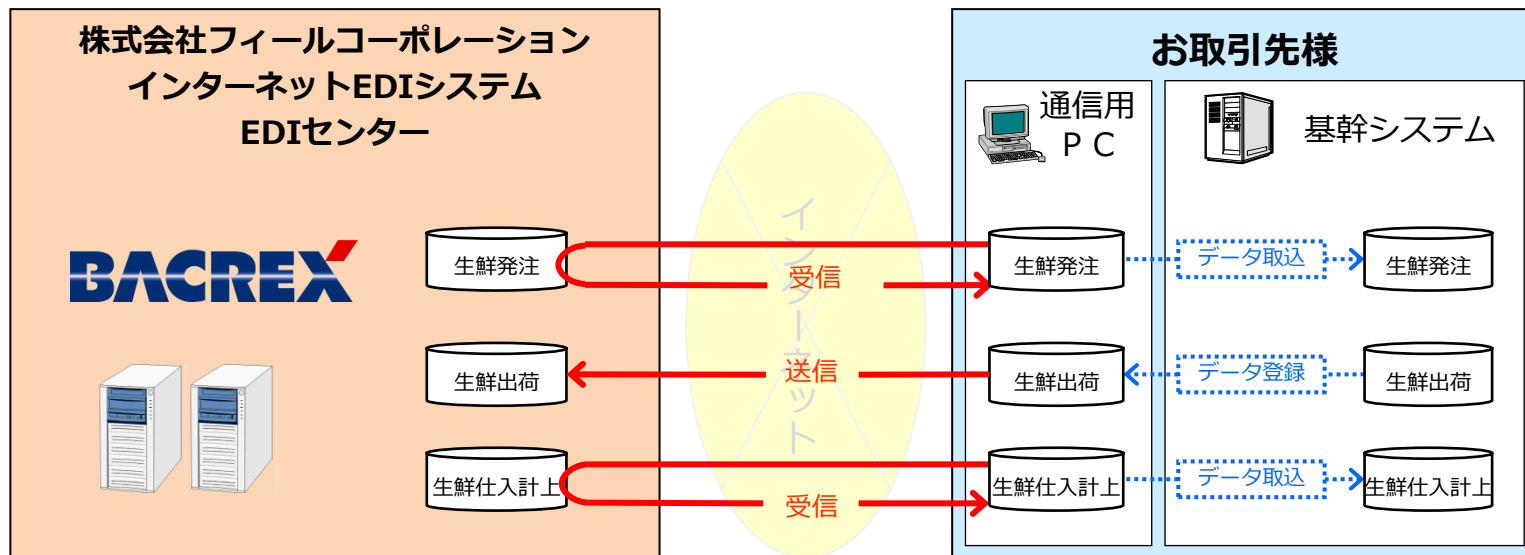 株式会社フィールコーポレーション
インターネットEDIシステム
EDIセンター
BACREX
生鮮発注
生鮮出荷
生鮮仕入計上
インターネット
受信
送信
受信
お取引先様
通信用
ＰＣ
基幹システム
生鮮発注
データ取込
生鮮発注
生鮮出荷
データ登録
生鮮出荷
生鮮仕入計上
データ取込
生鮮仕入計上